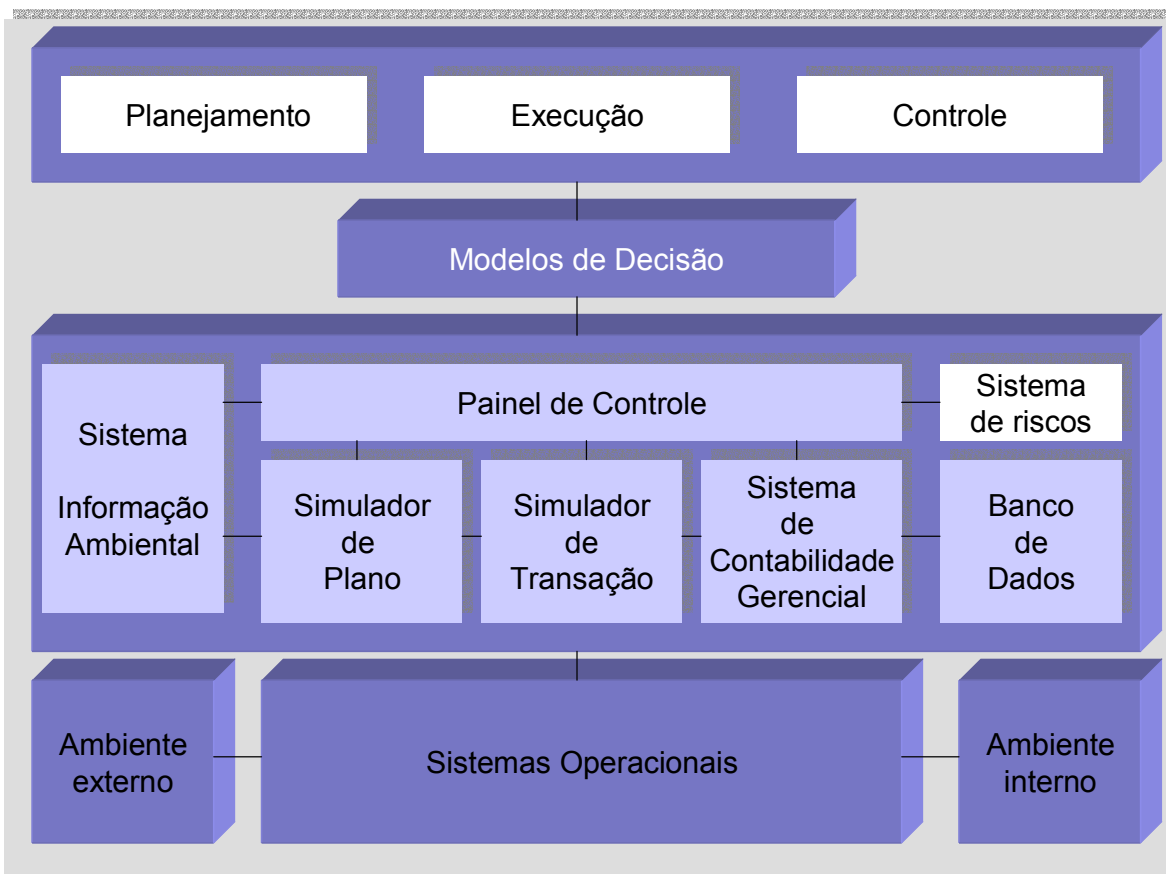 Planejamento
Execução
Controle
Modelos de Decisão
Sistema
Informação
Ambiental
Painel de Controle
Sistema
de riscos
Simulador
de
Plano
Simulador
de
Transação
Sistema
de
Contabilidade
Gerencial
Banco
de
Dados
Ambiente
externo
Sistemas Operacionais
Ambiente
interno